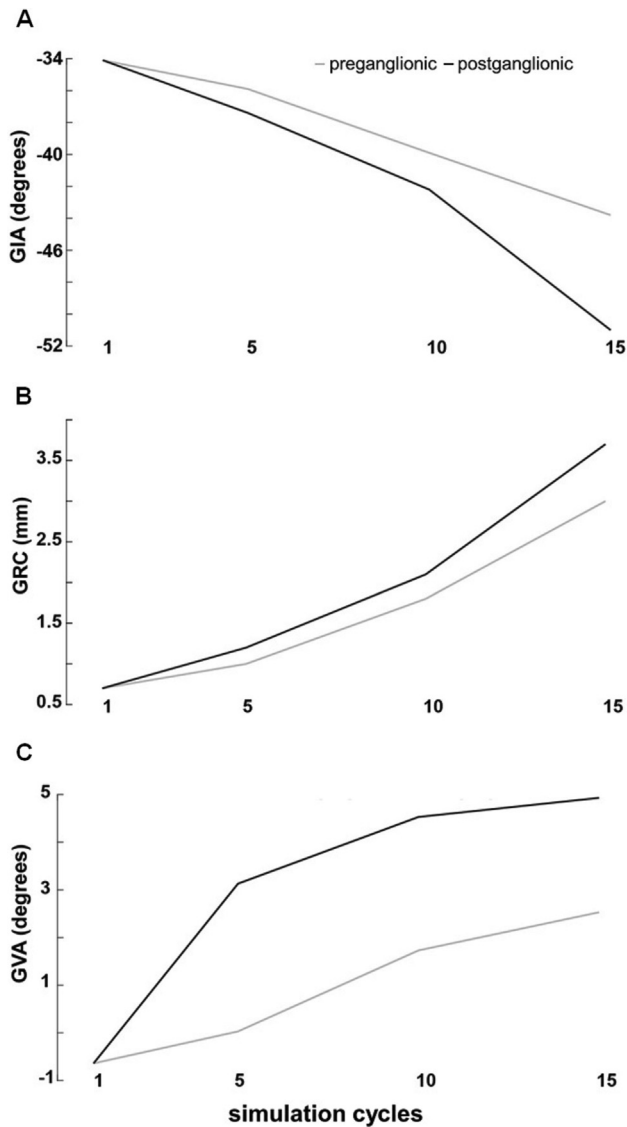 A
-34
-40
-46
-52
GIA (degrees)
preganglionic postganglionic
1 5 10 15
B
3.5
2.5
1.5
0.5
GRC (mm)
1 5 10 15
C
5
3
1
-1
GVA (degrees)
1 5 10 15
simulation cycles